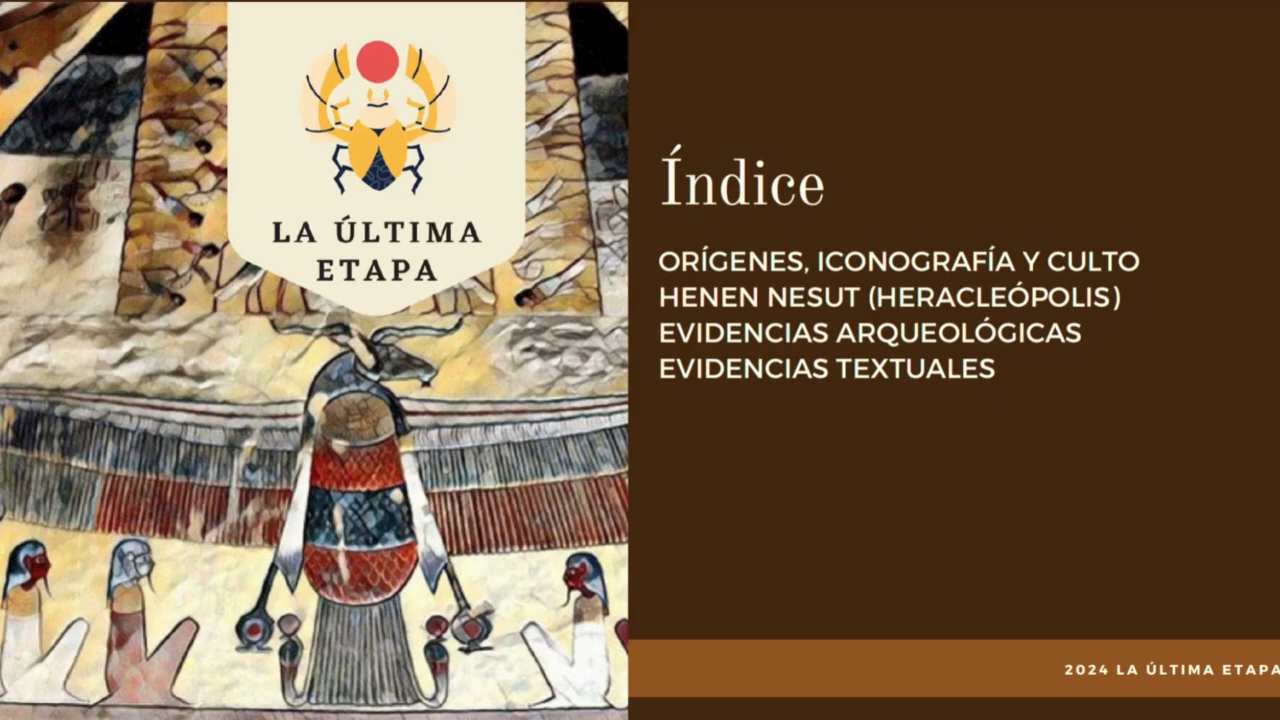 LA ÚLTIMA
ETAPA
Índice
ORÍGENES, ICONOGRAFÍA Y CULTO
HENEN NESUT (HERACLEÓPOLIS)
EVIDENCIAS ARQUEOLÓGICAS
EVIDENCIAS TEXTUALES
2024 LA ÚLTIMA ETAPA